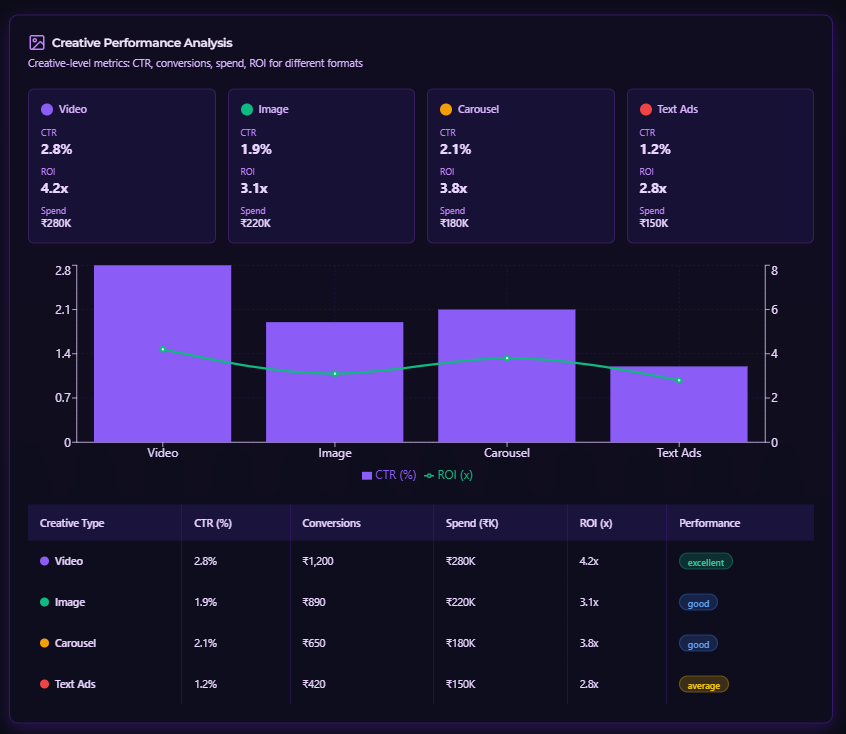 Creative Performance Analysis
Creative-level metrics: CTR, conversions, spend, ROI for different formats
Video
CTR
2.8%
ROI
4.2x
Spend
₹280K
Image
CTR
1.9%
ROI
3.1x
Spend
₹220K
Carousel
CTR
2.1%
ROI
3.8x
Spend
₹180K
Text Ads
CTR
1.2%
ROI
2.8x
Spend
₹150K
2.8
2.1
1.4
0.7
0
8
6
4
2
0
Video Image Carousel Text Ads
CTR (%) ROI (x)
Creative Type CTR (%) Conversions Spend (₹K) ROI (x) Performance
Video 2.8% ₹1,200 ₹280K 4.2x excellent
Image 1.9% ₹890 ₹220K 3.1x good
Carousel 2.1% ₹650 ₹180K 3.8x good
Text Ads 1.2% ₹420 ₹150K 2.8x average